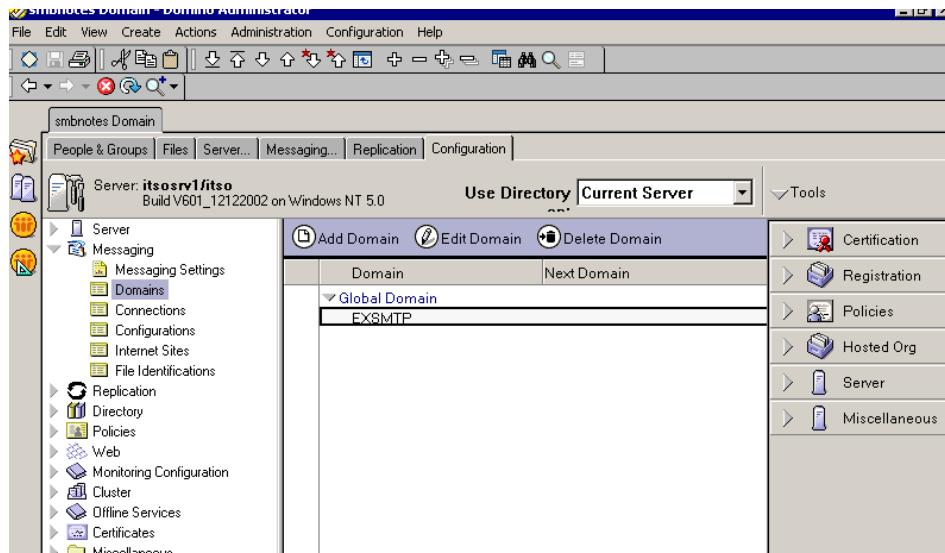 smbnotes Domain - Domino Administrator
File Edit View Create Actions Administration Configuration Help
smbnotes Domain
People & Groups Files Server... Messaging... Replication Configuration
Server: itsosrv1/itso
Build V601_12122002 on Windows NT 5.0
Use Directory Current Server
Tools
Server
Messaging
Messaging Settings
Domains
Connections
Configurations
Internet Sites
File Identifications
Replication
Directory
Policies
Web
Monitoring Configuration
Cluster
Offline Services
Certificates
Miscellaneous
Add Domain Edit Domain Delete Domain
Domain Next Domain
Global Domain
EXSMTP
Certification
Registration
Policies
Hosted Org
Server
Miscellaneous